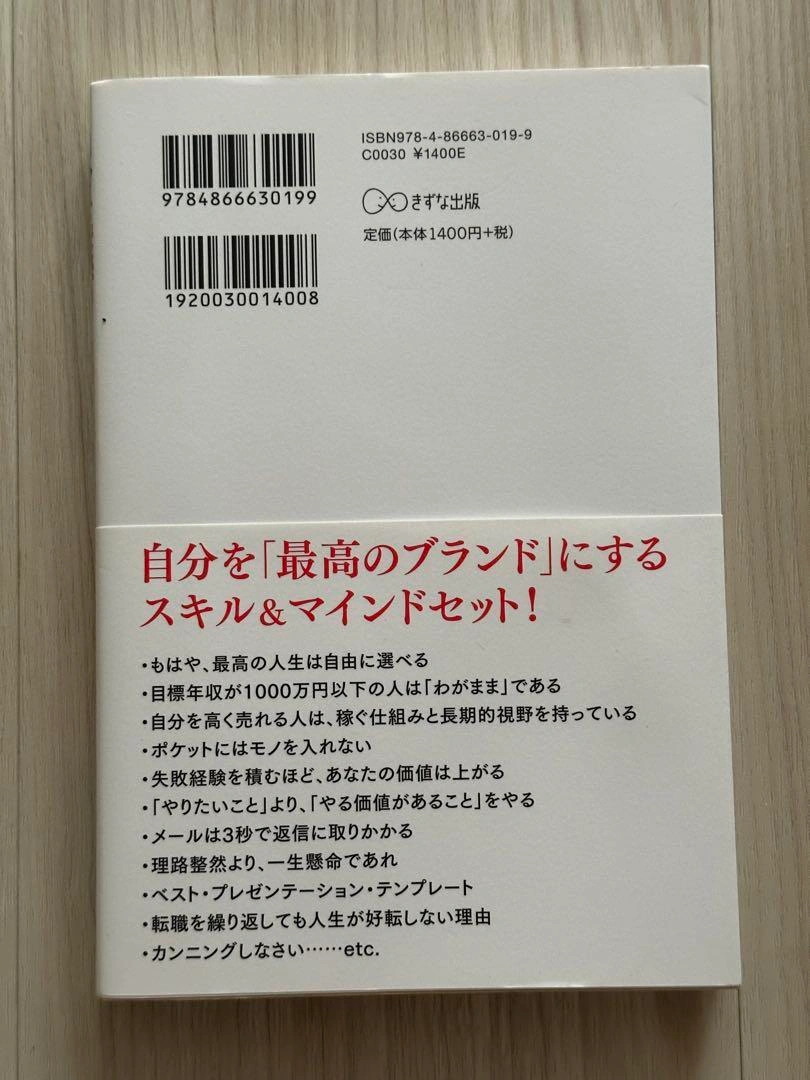 ISBN978-4-86663-019-9
C0030 ¥1400E
9784866630199
きずな出版
定価(本体1400円+税)
1920030014008
自分を「最高のブランド」にする
スキル&マインドセット!
・もはや、最高の人生は自由に選べる
・目標年収が1000万円以下の人は「わがまま」である
・自分を高く売れる人は、稼ぐ仕組みと長期的視野を持っている
・ポケットにはモノを入れない
・失敗経験を積むほど、あなたの価値は上がる
・「やりたいこと」より、「やる価値があること」をやる
・メールは3秒で返信に取りかかる
・理路整然より、一生懸命であれ
・ベスト・プレゼンテーション・テンプレート
・転職を繰り返しても人生が好転しない理由
・カンニングしなさい……etc.